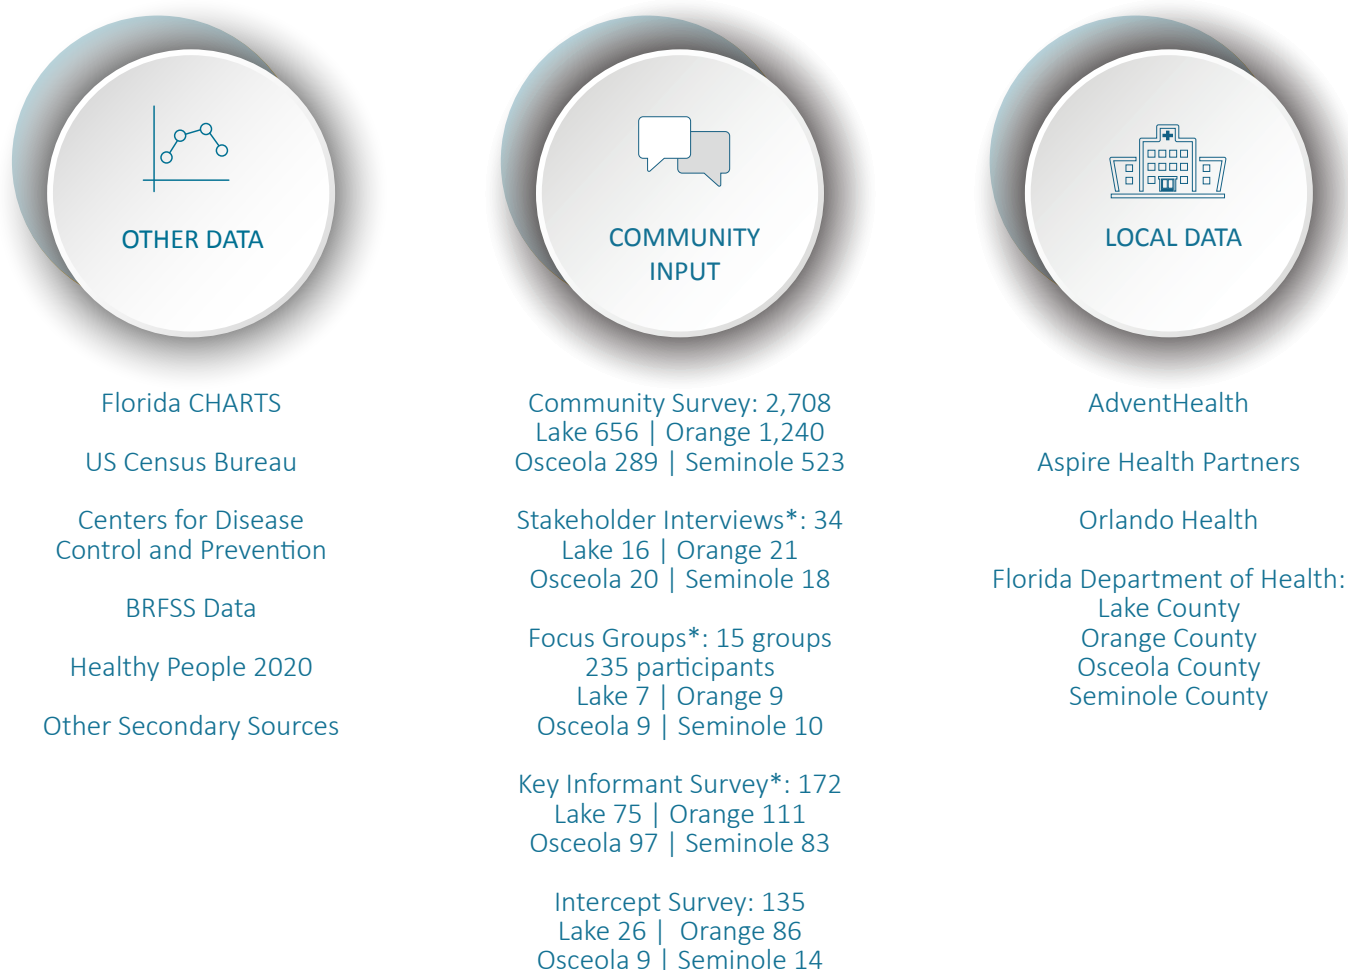 OTHER DATA
Florida CHARTS
US Census Bureau
Centers for Disease
Control and Prevention
BRFSS Data
Healthy People 2020
Other Secondary Sources
COMMUNITY
INPUT
Community Survey: 2,708
Lake 656 | Orange 1,240
Osceola 289 | Seminole 523
Stakeholder Interviews*: 34
Lake 16 | Orange 21
Osceola 20 | Seminole 18
Focus Groups*: 15 groups
235 participants
Lake 7 | Orange 9
Osceola 9 | Seminole 10
Key Informant Survey*: 172
Lake 75 | Orange 111
Osceola 97 | Seminole 83
Intercept Survey: 135
Lake 26 | Orange 86
Osceola 9 | Seminole 14
LOCAL DATA
AdventHealth
Aspire Health Partners
Orlando Health
Florida Department of Health:
Lake County
Orange County
Osceola County
Seminole County